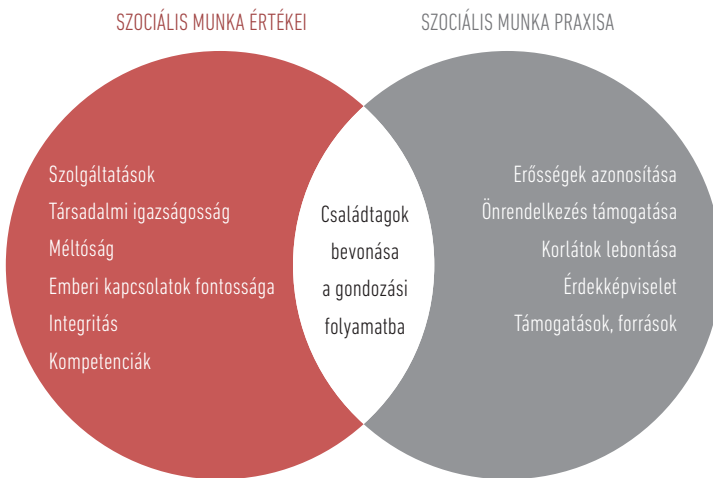 SZOCIÁLIS MUNKA ÉRTÉKEI
SZOCIÁLIS MUNKA PRAXISA
Szolgáltatások
Társadalmi igazságosság
Méltóság
Emberi kapcsolatok fontossága
Integritás
Kompetenciák
Családtagok
bevonása
a gondozási
folyamatba
Erősségek azonosítása
Önrendelkezés támogatása
Korlátok lebontása
Érdekképviselet
Támogatások, források